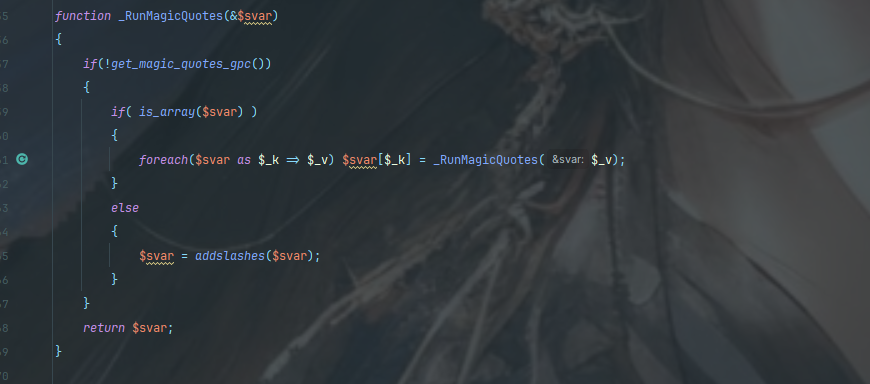 function _RunMagicQuotes(&$svar)
{
if(!get_magic_quotes_gpc())
{
if( is_array($svar) )
{
foreach($svar as $_k => $_v) $svar[$_k] = _RunMagicQuotes( &svar: $_v);
}
else
{
$svar = addslashes($svar);
}
}
return $svar;
}